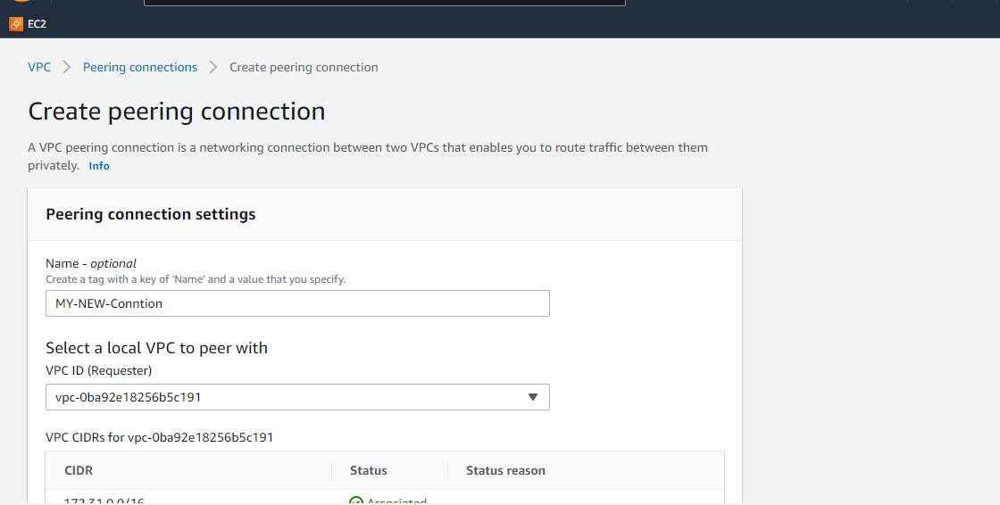 EC2
VPC > Peering connections > Create peering connection
Create peering connection
A VPC peering connection is a networking connection between two VPCs that enables you to route traffic between them
privately. Info
Peering connection settings
Name - optional
Create a tag with a key of 'Name' and a value that you specify.
MY-NEW-Conntion
Select a local VPC to peer with
VPC ID (Requester)
vpc-0ba92e18256b5c191
VPC CIDRs for vpc-0ba92e18256b5c191
CIDR Status Status reason
172.31.0.0/16 Associated